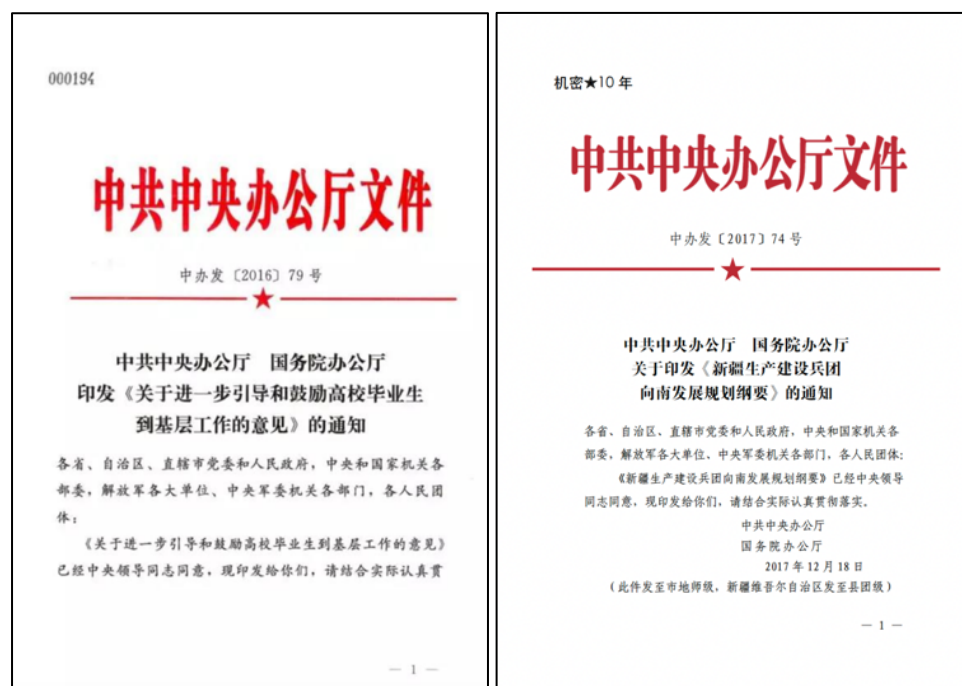 000194
中共中央办公厅文件
中办发〔2016〕79 号
中共中央办公厅　国务院办公厅
印发《关于进一步引导和鼓励高校毕业生
到基层工作的意见》的通知
各省、自治区、直辖市党委和人民政府，中央和国家机关各
部委，解放军各大单位、中央军委机关各部门，各人民团
体：
《关于进一步引导和鼓励高校毕业生到基层工作的意见》
已经中央领导同志同意，现印发给你们，请结合实际认真贯
— 1 —
机密★10 年
中共中央办公厅文件
中办发〔2017〕74 号
中共中央办公厅　国务院办公厅
关于印发《新疆生产建设兵团
向南发展规划纲要》的通知
各省、自治区、直辖市党委和人民政府，中央和国家机关各
部委，解放军各大单位、中央军委机关各部门，各人民团体：
《新疆生产建设兵团向南发展规划纲要》已经中央领导
同志同意，现印发给你们，请结合实际认真贯彻落实。
中共中央办公厅
国务院办公厅
2017 年 12 月 18 日
（此件发至市地师级，新疆维吾尔自治区发至县团级）
— 1 —